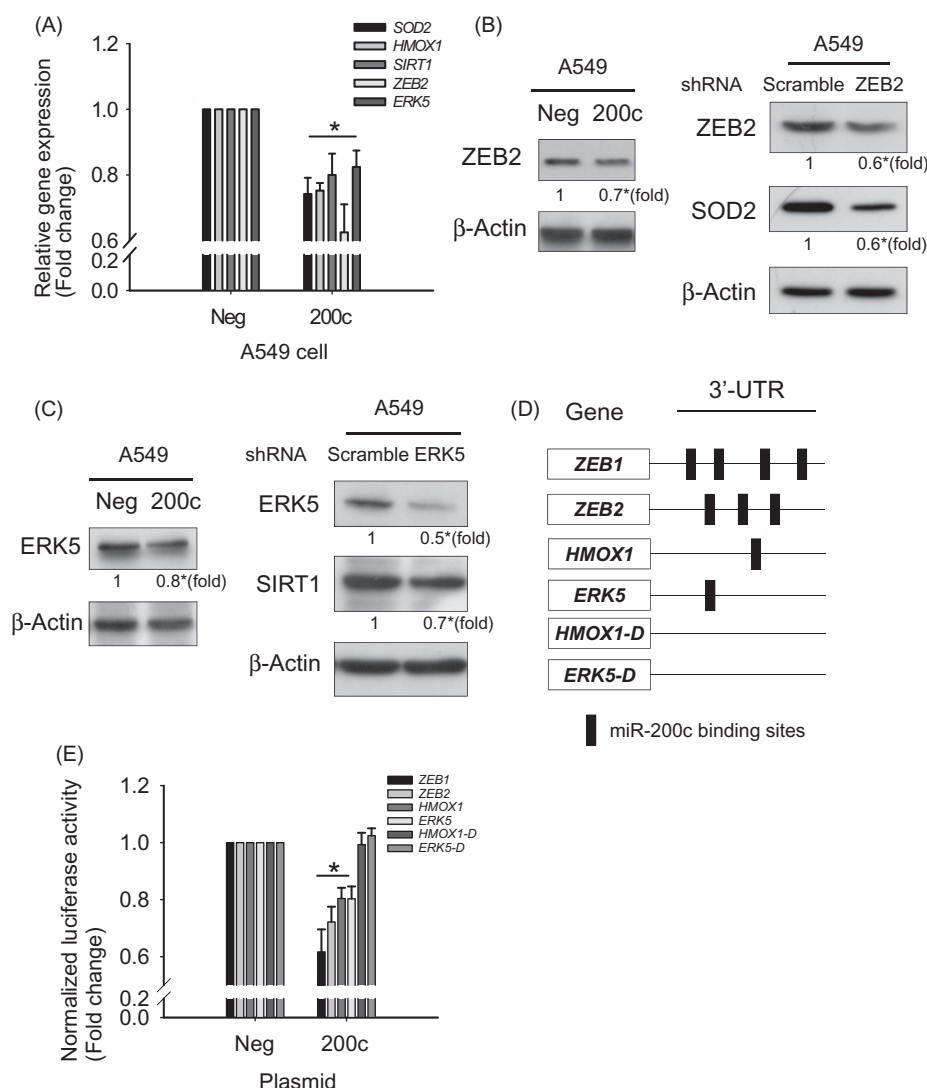 (A)
SOD2
HMOX1
SIRT1
ZEB2
ERK5
Relative gene expression
(Fold change)
1.2
1.0
0.8
0.6
0.2
0.0
*
Neg 200c
A549 cell
(B)
A549
Neg 200c
ZEB2
1 0.7*(fold)
β-Actin
A549
shRNA Scramble ZEB2
ZEB2
1 0.6*(fold)
SOD2
1 0.6*(fold)
β-Actin
(C)
A549
Neg 200c
ERK5
1 0.8*(fold)
β-Actin
A549
shRNA Scramble ERK5
ERK5
1 0.5*(fold)
SIRT1
1 0.7*(fold)
β-Actin
(D)
Gene 3'-UTR
ZEB1
ZEB2
HMOX1
ERK5
HMOX1-D
ERK5-D
miR-200c binding sites
(E)
ZEB1
ZEB2
HMOX1
ERK5
HMOX1-D
ERK5-D
Normalized luciferase activity
(Fold change)
1.2
1.0
0.8
0.6
0.2
0.0
*
Neg 200c
Plasmid